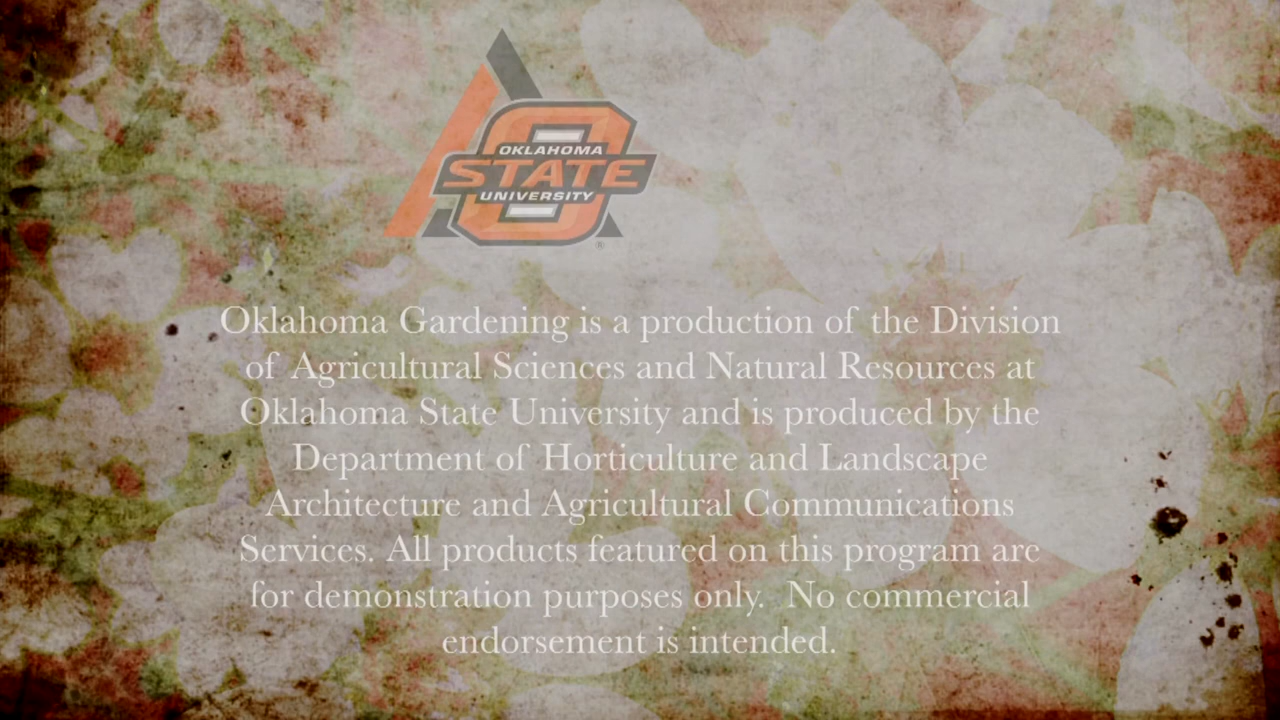 OKLAHOMA
STATE
UNIVERSITY
®
Oklahoma Gardening is a production of the Division
of Agricultural Sciences and Natural Resources at
Oklahoma State University and is produced by the
Department of Horticulture and Landscape
Architecture and Agricultural Communications
Services. All products featured on this program are
for demonstration purposes only. No commercial
endorsement is intended.